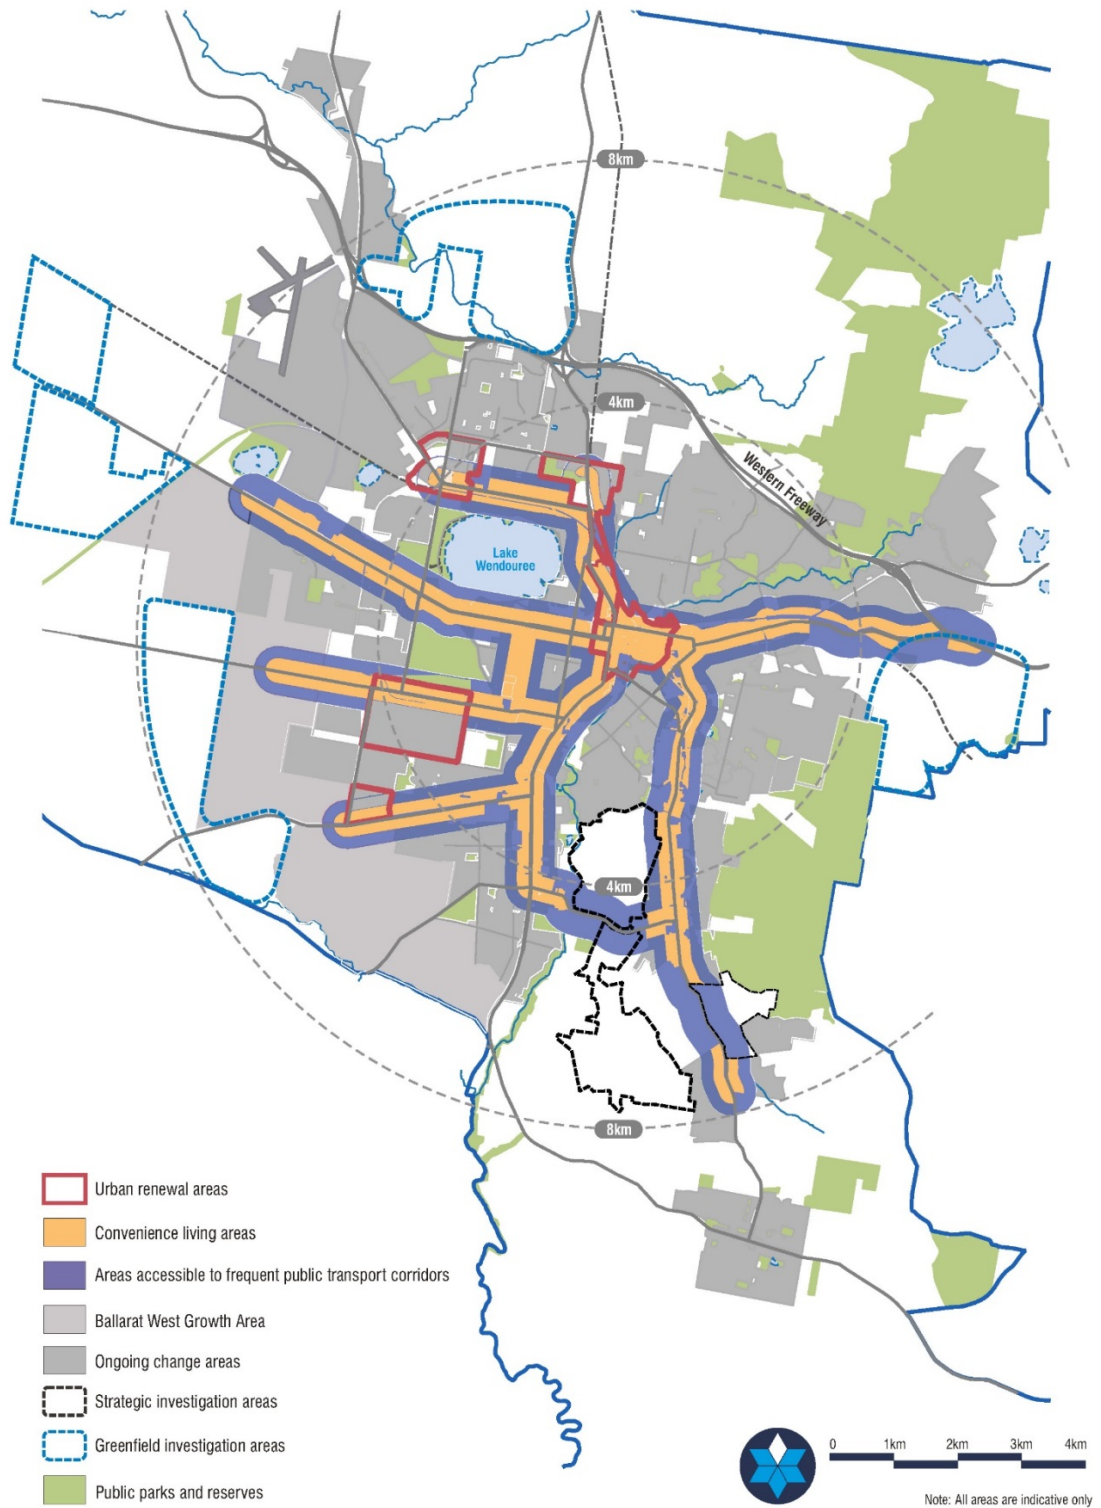 8km
4km
Western Freeway
Lake
Wendouree
4km
8km
Urban renewal areas
Convenience living areas
Areas accessible to frequent public transport corridors
Ballarat West Growth Area
Ongoing change areas
Strategic investigation areas
Greenfield investigation areas
Public parks and reserves
0 1km 2km 3km 4km
Note: All areas are indicative only